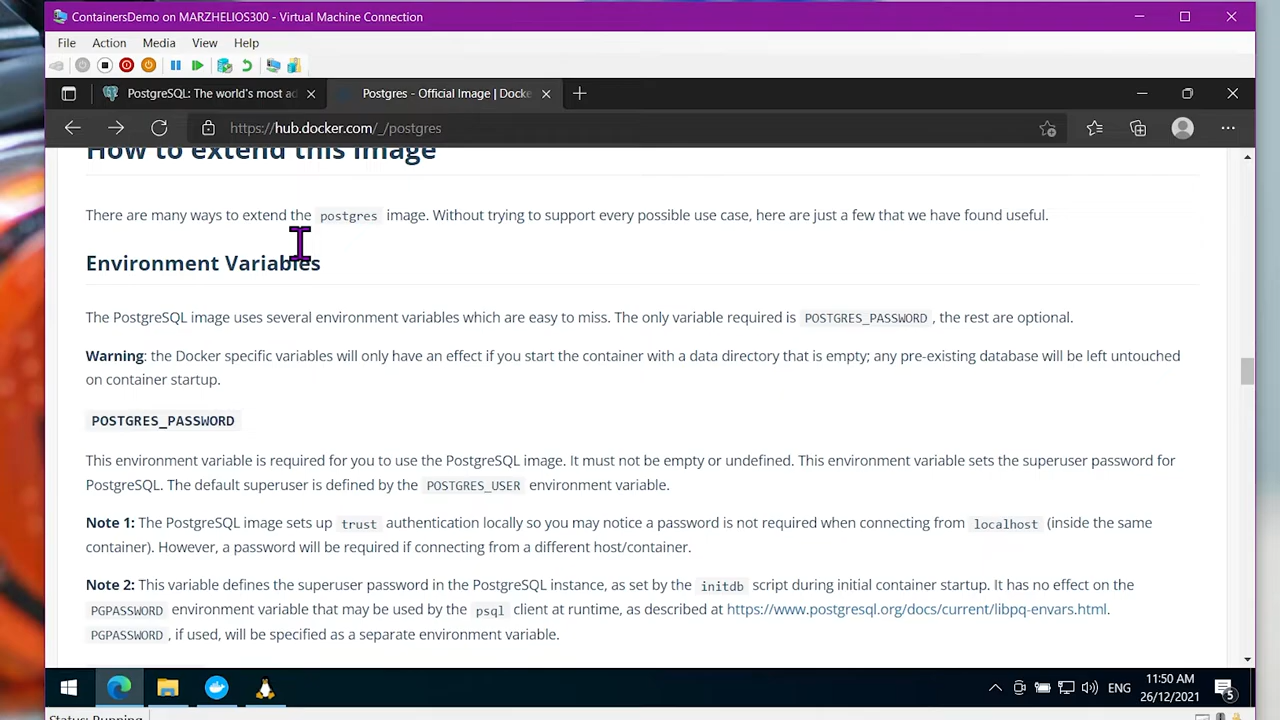 ContainersDemo on MARZHELIOS300 - Virtual Machine Connection
File Action Media View Help
PostgreSQL: The world's most ad
Postgres - Official Image | Docke
https://hub.docker.com/_/postgres
How to extend this image
There are many ways to extend the postgres image. Without trying to support every possible use case, here are just a few that we have found useful.
Environment Variables
The PostgreSQL image uses several environment variables which are easy to miss. The only variable required is POSTGRES_PASSWORD, the rest are optional.
Warning: the Docker specific variables will only have an effect if you start the container with a data directory that is empty; any pre-existing database will be left untouched
on container startup.
POSTGRES_PASSWORD
This environment variable is required for you to use the PostgreSQL image. It must not be empty or undefined. This environment variable sets the superuser password for
PostgreSQL. The default superuser is defined by the POSTGRES_USER environment variable.
Note 1: The PostgreSQL image sets up trust authentication locally so you may notice a password is not required when connecting from localhost (inside the same
container). However, a password will be required if connecting from a different host/container.
Note 2: This variable defines the superuser password in the PostgreSQL instance, as set by the initdb script during initial container startup. It has no effect on the
PGPASSWORD environment variable that may be used by the psql client at runtime, as described at https://www.postgresql.org/docs/current/libpq-envars.html.
PGPASSWORD, if used, will be specified as a separate environment variable.
ENG
11:50 AM
26/12/2021
5
Status: Running